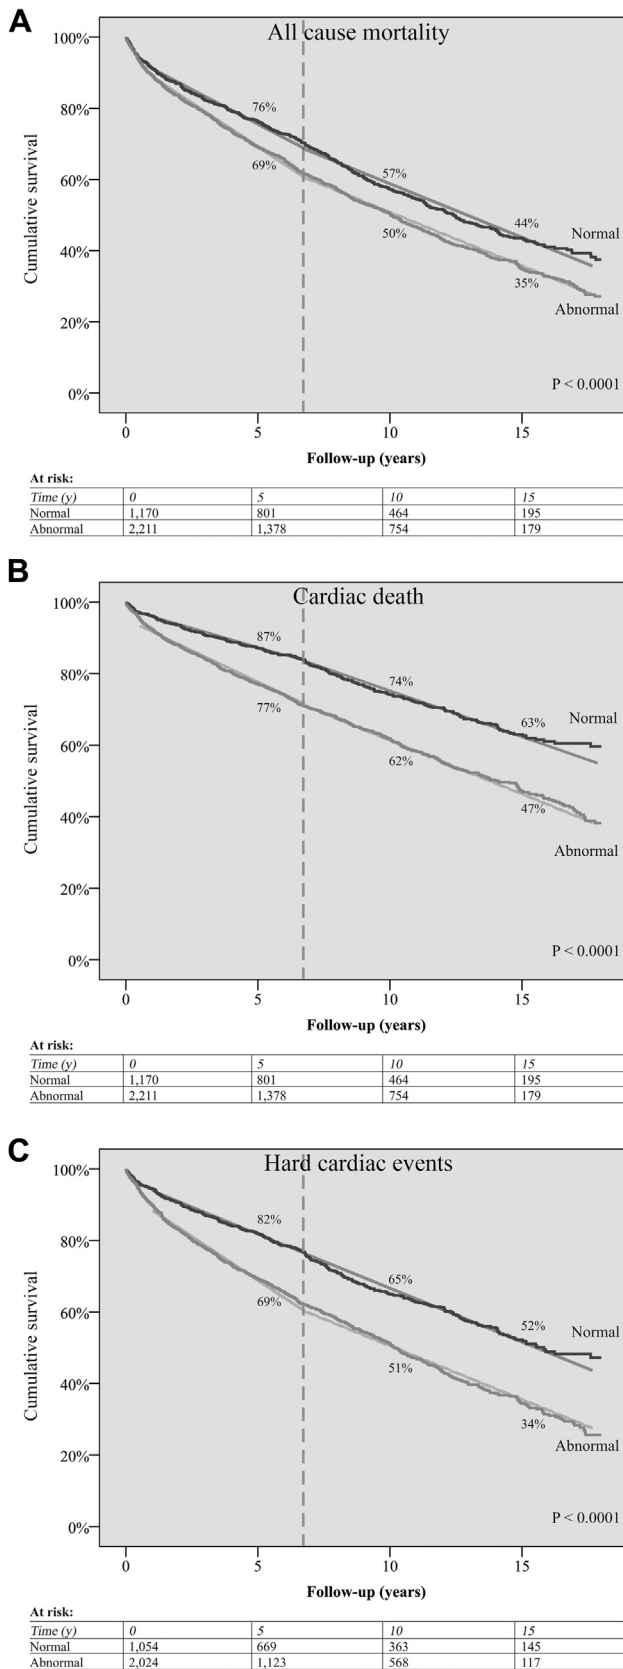 A
All cause mortality
100%
80%
60%
40%
20%
0%
Cumulative survival
76%
69%
57%
50%
44%
35%
Normal
Abnormal
P < 0.0001
0 5 10 15
Follow-up (years)
At risk:
Time (y) 0 5 10 15
Normal 1,170 801 464 195
Abnormal 2,211 1,378 754 179
B
Cardiac death
100%
80%
60%
40%
20%
0%
Cumulative survival
87%
77%
74%
62%
63%
47%
Normal
Abnormal
P < 0.0001
0 5 10 15
Follow-up (years)
At risk:
Time (y) 0 5 10 15
Normal 1,170 801 464 195
Abnormal 2,211 1,378 754 179
C
Hard cardiac events
100%
80%
60%
40%
20%
0%
Cumulative survival
82%
69%
65%
51%
52%
34%
Normal
Abnormal
P < 0.0001
0 5 10 15
Follow-up (years)
At risk:
Time (y) 0 5 10 15
Normal 1,054 669 363 145
Abnormal 2,024 1,123 568 117